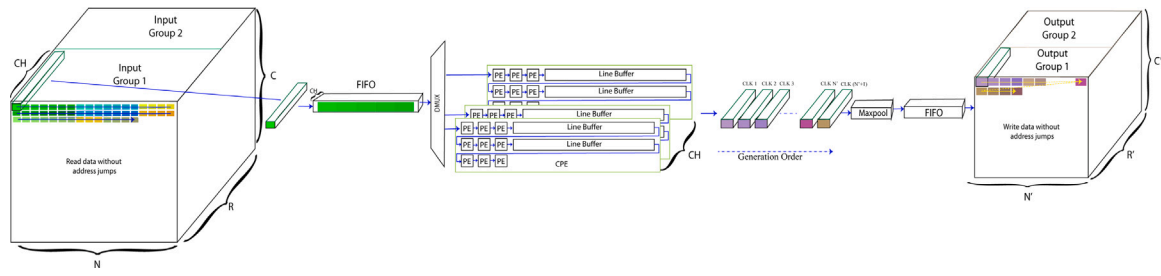 Input
Group 2
CH
Input
Group 1
C
Read data without
address jumps
N
R
CH
FIFO
DMUX
PE PE PE Line Buffer
PE PE PE Line Buffer
PE PE PE
PE PE PE Line Buffer
PE PE PE Line Buffer
PE PE PE Line Buffer
PE PE PE
CPE
CH
CLK 1 CLK 2 CLK 3 CLK N' CLK (N'+1)
Generation Order
Maxpool
FIFO
Output
Group 2
Output
Group 1
C'
Write data without
address jumps
R'
N'